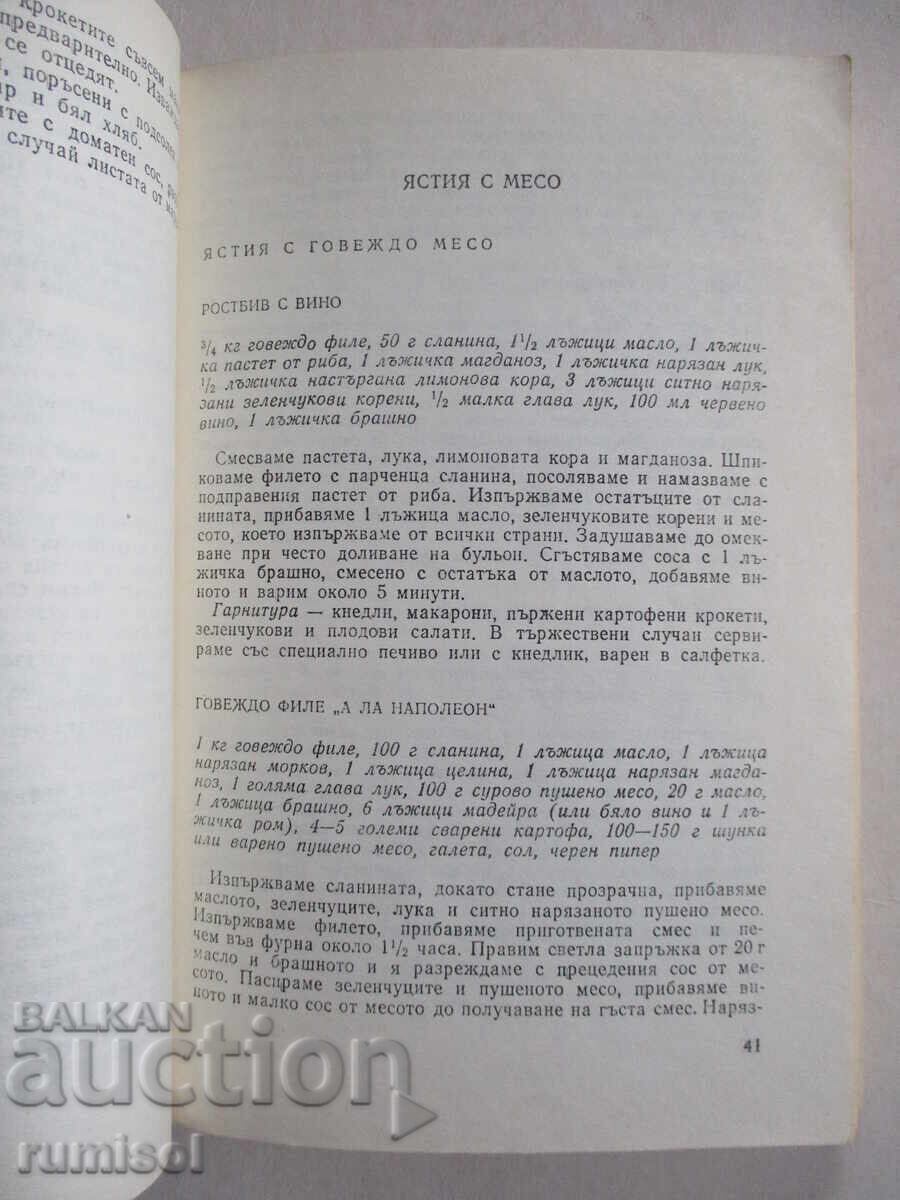 крокетите съвсем
предварително.
се отцедят.
поръсени с
и бял хляб.
с доматен сос,
случай листата от
ЯСТИЯ С МЕСО
ЯСТИЯ С ГОВЕЖДО МЕСО
РОСТБИВ С ВИНО
³/₄ кг говеждо филе, 50 г сланина, 1¹/₂ лъжици масло, 1 лъжич-
ка пастет от риба, 1 лъжичка магданоз, 1 лъжичка нарязан лук,
¹/₂ лъжичка настъргана лимонова кора, 3 лъжици ситно наря-
зани зеленчукови корени, ¹/₂ малка глава лук, 100 мл червено
вино, 1 лъжичка брашно
Смесваме пастета, лука, лимоновата кора и магданоза. Шпи-
коваме филето с парченца сланина, посоляваме и намазваме с
подправения пастет от риба. Изпържваме остатъците от сла-
нината, прибавяме 1 лъжица масло, зеленчуковите корени и ме-
сото, което изпържваме от всички страни. Задушаваме до омек-
ване при често доливане на бульон. Сгъстяваме соса с 1 лъ-
жичка брашно, смесено с остатъка от маслото, добавяме ви-
ното и варим около 5 минути.
Гарнитура — кнедли, макарони, пържени картофени крокети,
зеленчукови и плодови салати. В тържествени случаи серви-
раме със специално печиво или с кнедлик, варен в салфетка.
ГОВЕЖДО ФИЛЕ „А ЛА НАПОЛЕОН“
1 кг говеждо филе, 100 г сланина, 1 лъжица масло, 1 лъжица
нарязан морков, 1 лъжица целина, 1 лъжица нарязан магда-
ноз, 1 голяма глава лук, 100 г сурово пушено месо, 20 г масло,
1 лъжица брашно, 6 лъжици мадейра (или бяло вино и 1 лъ-
жичка ром), 4—5 големи сварени картофа, 100—150 г шунка
или варено пушено месо, галета, сол, черен пипер
Изпържваме сланината, докато стане прозрачна, прибавяме
маслото, зеленчуците, лука и ситно нарязаното пушено месо.
Изпържваме филето, прибавяме приготвената смес и пе-
чем във фурна около 1¹/₂ часа. Правим светла запръжка от 20 г
масло и брашното и я разреждаме с прецедения сос от ме-
сото. Пасираме зеленчуците и пушеното месо, прибавяме ви-
ното и малко сос от месото до получаване на гъста смес. Наряз-
41
BALKAN
auction
rumisol